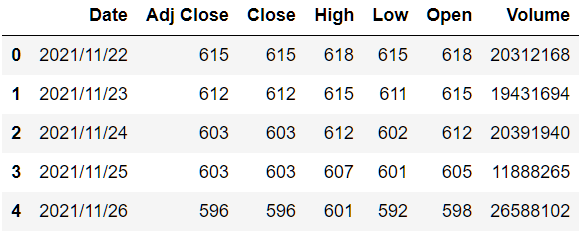 Date Adj Close Close High Low Open Volume
0 2021/11/22 615 615 618 615 618 20312168
1 2021/11/23 612 612 615 611 615 19431694
2 2021/11/24 603 603 612 602 612 20391940
3 2021/11/25 603 603 607 601 605 11888265
4 2021/11/26 596 596 601 592 598 26588102